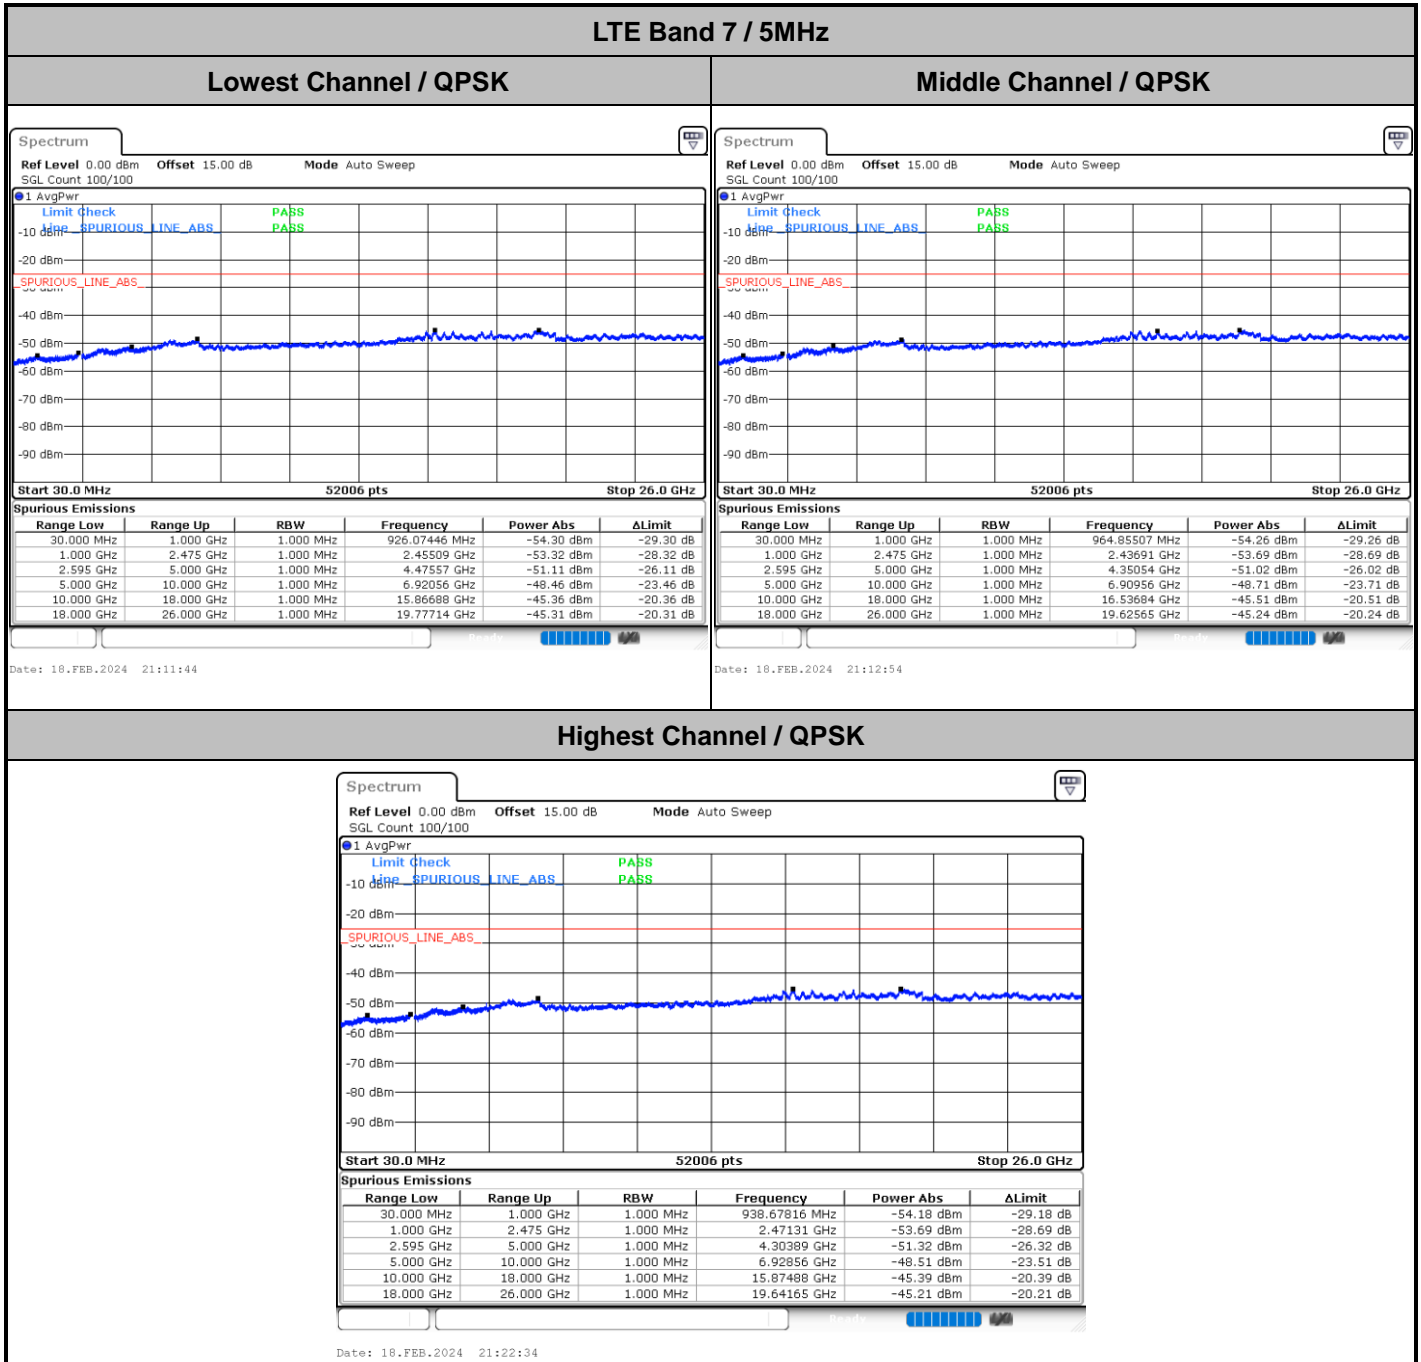 LTE Band 7 / 5MHz
Lowest Channel / QPSK
Middle Channel / QPSK
Spectrum
Ref Level 0.00 dBm Offset 15.00 dB Mode Auto Sweep
SGL Count 100/100
1 AvgPwr
Limit Check PASS
-10 dBm Line _SPURIOUS_LINE_ABS_ PASS
-20 dBm
_SPURIOUS_LINE_ABS_
-40 dBm
-50 dBm
-60 dBm
-70 dBm
-80 dBm
-90 dBm
Start 30.0 MHz 52006 pts Stop 26.0 GHz
Spurious Emissions
Range Low Range Up RBW Frequency Power Abs ΔLimit
30.000 MHz 1.000 GHz 1.000 MHz 926.07446 MHz -54.30 dBm -29.30 dB
1.000 GHz 2.475 GHz 1.000 MHz 2.45509 GHz -53.32 dBm -28.32 dB
2.595 GHz 5.000 GHz 1.000 MHz 4.47557 GHz -51.11 dBm -26.11 dB
5.000 GHz 10.000 GHz 1.000 MHz 6.92056 GHz -48.46 dBm -23.46 dB
10.000 GHz 18.000 GHz 1.000 MHz 15.86688 GHz -45.36 dBm -20.36 dB
18.000 GHz 26.000 GHz 1.000 MHz 19.77714 GHz -45.31 dBm -20.31 dB
Ready
Date: 18.FEB.2024 21:11:44
Spectrum
Ref Level 0.00 dBm Offset 15.00 dB Mode Auto Sweep
SGL Count 100/100
1 AvgPwr
Limit Check PASS
-10 dBm Line _SPURIOUS_LINE_ABS_ PASS
-20 dBm
_SPURIOUS_LINE_ABS_
-40 dBm
-50 dBm
-60 dBm
-70 dBm
-80 dBm
-90 dBm
Start 30.0 MHz 52006 pts Stop 26.0 GHz
Spurious Emissions
Range Low Range Up RBW Frequency Power Abs ΔLimit
30.000 MHz 1.000 GHz 1.000 MHz 964.85507 MHz -54.26 dBm -29.26 dB
1.000 GHz 2.475 GHz 1.000 MHz 2.43691 GHz -53.69 dBm -28.69 dB
2.595 GHz 5.000 GHz 1.000 MHz 4.35054 GHz -51.02 dBm -26.02 dB
5.000 GHz 10.000 GHz 1.000 MHz 6.90956 GHz -48.71 dBm -23.71 dB
10.000 GHz 18.000 GHz 1.000 MHz 16.53684 GHz -45.51 dBm -20.51 dB
18.000 GHz 26.000 GHz 1.000 MHz 19.62565 GHz -45.24 dBm -20.24 dB
Ready
Date: 18.FEB.2024 21:12:54
Highest Channel / QPSK
Spectrum
Ref Level 0.00 dBm Offset 15.00 dB Mode Auto Sweep
SGL Count 100/100
1 AvgPwr
Limit Check PASS
-10 dBm Line _SPURIOUS_LINE_ABS_ PASS
-20 dBm
_SPURIOUS_LINE_ABS_
-40 dBm
-50 dBm
-60 dBm
-70 dBm
-80 dBm
-90 dBm
Start 30.0 MHz 52006 pts Stop 26.0 GHz
Spurious Emissions
Range Low Range Up RBW Frequency Power Abs ΔLimit
30.000 MHz 1.000 GHz 1.000 MHz 938.67816 MHz -54.18 dBm -29.18 dB
1.000 GHz 2.475 GHz 1.000 MHz 2.47131 GHz -53.69 dBm -28.69 dB
2.595 GHz 5.000 GHz 1.000 MHz 4.30389 GHz -51.32 dBm -26.32 dB
5.000 GHz 10.000 GHz 1.000 MHz 6.92856 GHz -48.51 dBm -23.51 dB
10.000 GHz 18.000 GHz 1.000 MHz 15.87488 GHz -45.39 dBm -20.39 dB
18.000 GHz 26.000 GHz 1.000 MHz 19.64165 GHz -45.21 dBm -20.21 dB
Ready
Date: 18.FEB.2024 21:22:34